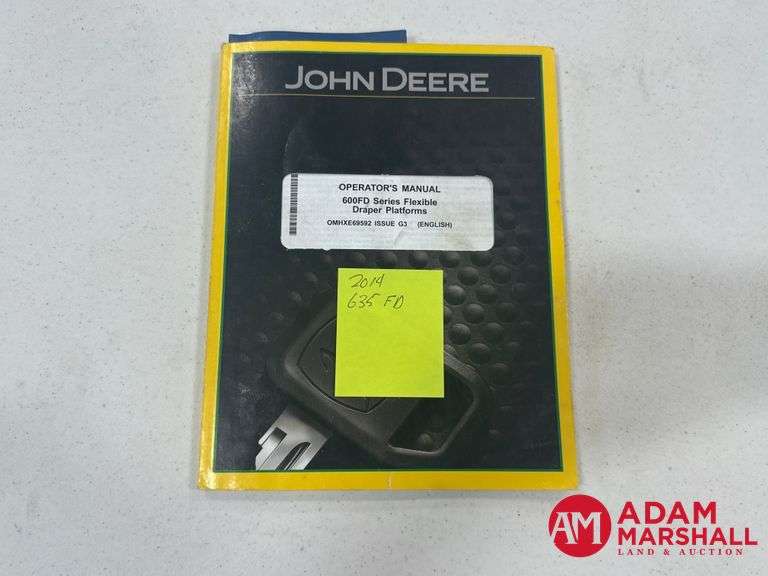 JOHN DEERE
OPERATOR'S MANUAL
600FD Series Flexible
Draper Platforms
OMHXE69592 ISSUE G3 (ENGLISH)
2014
635 FD
AM ADAM
MARSHALL
LAND & AUCTION